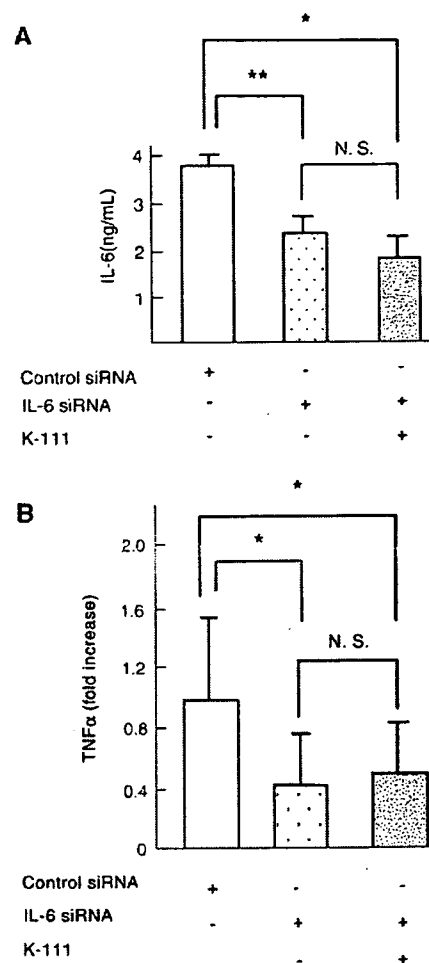 A
*
**
N. S.
4
3
2
1
IL-6(ng/mL)
Control siRNA + - -
IL-6 siRNA - + +
K-111 - - +
B
*
*
N. S.
2.0
1.6
1.2
0.8
0.4
0
TNFα (fold increase)
Control siRNA + - -
IL-6 siRNA - + +
K-111 - +